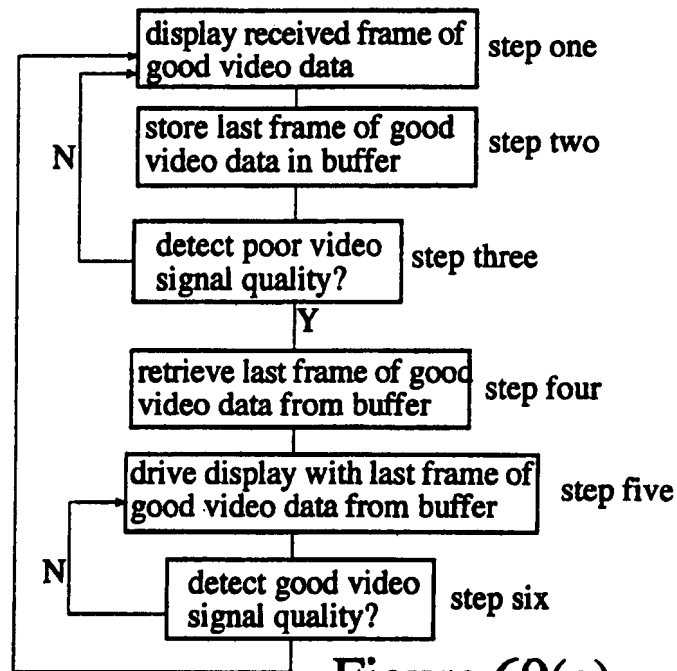 display received frame of
good video data
step one
store last frame of good
video data in buffer
step two
N
detect poor video
signal quality?
step three
Y
retrieve last frame of good
video data from buffer
step four
drive display with last frame of
good video data from buffer
step five
N
detect good video
signal quality?
step six